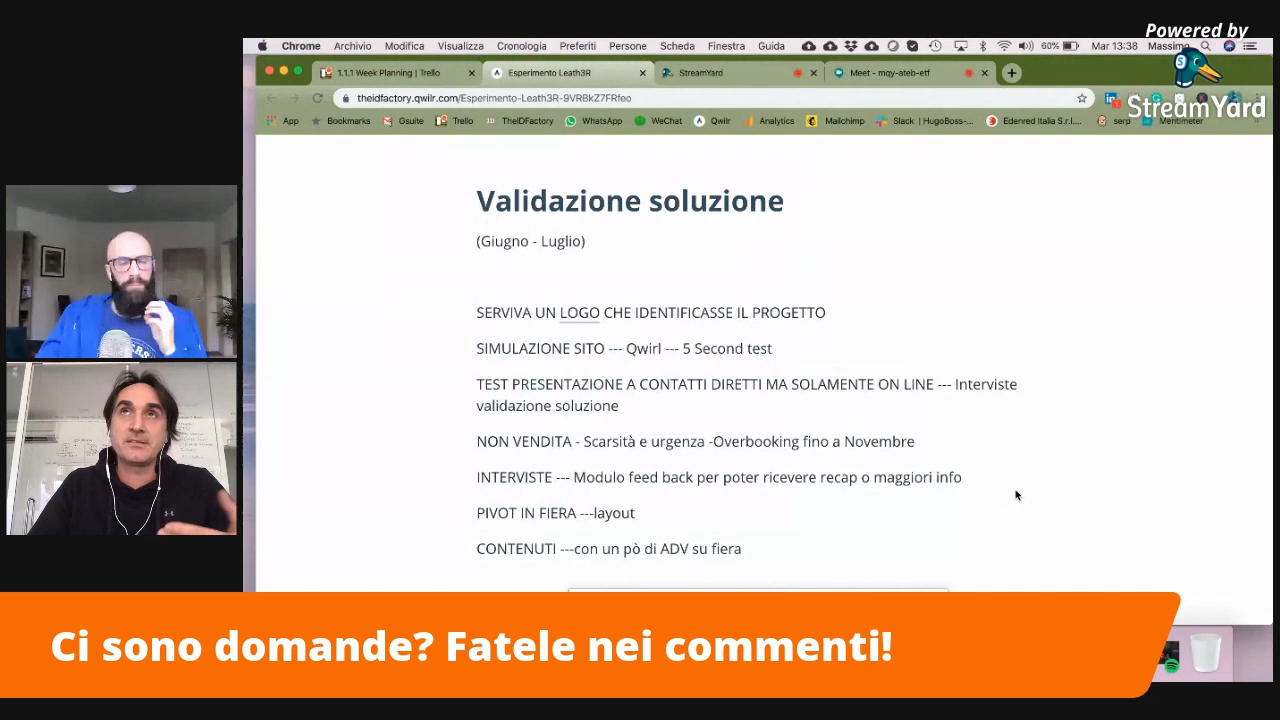 Powered by
StreamYard
Chrome Archivio Modifica Visualizza Cronologia Preferiti Persone Scheda Finestra Guida 60% Mar 13:38 Massimo
1.1.1 Week Planning | Trello Esperimento Leath3R StreamYard Meet - mqy-ateb-etf
theidfactory.qwilr.com/Esperimento-Leath3R-9VRBkZ7FRfeo
App Bookmarks Gsuite Trello TheIDFactory WhatsApp WeChat Qwilr Analytics Mailchimp Slack | HugoBoss-... Edenred Italia S.r.l.... serp Mentimeter
Validazione soluzione
(Giugno - Luglio)
SERVIVA UN LOGO CHE IDENTIFICASSE IL PROGETTO
SIMULAZIONE SITO --- Qwirl --- 5 Second test
TEST PRESENTAZIONE A CONTATTI DIRETTI MA SOLAMENTE ON LINE --- Interviste
validazione soluzione
NON VENDITA - Scarsità e urgenza -Overbooking fino a Novembre
INTERVISTE --- Modulo feed back per poter ricevere recap o maggiori info
PIVOT IN FIERA ---layout
CONTENUTI ---con un pò di ADV su fiera
Ci sono domande? Fatele nei commenti!